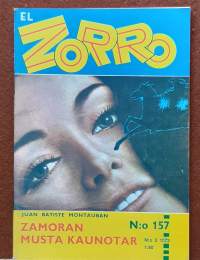 EL
ZORRO
JUAN BATISTE MONTAUBAN
N:o 157
ZAMORAN
MUSTA KAUNOTAR